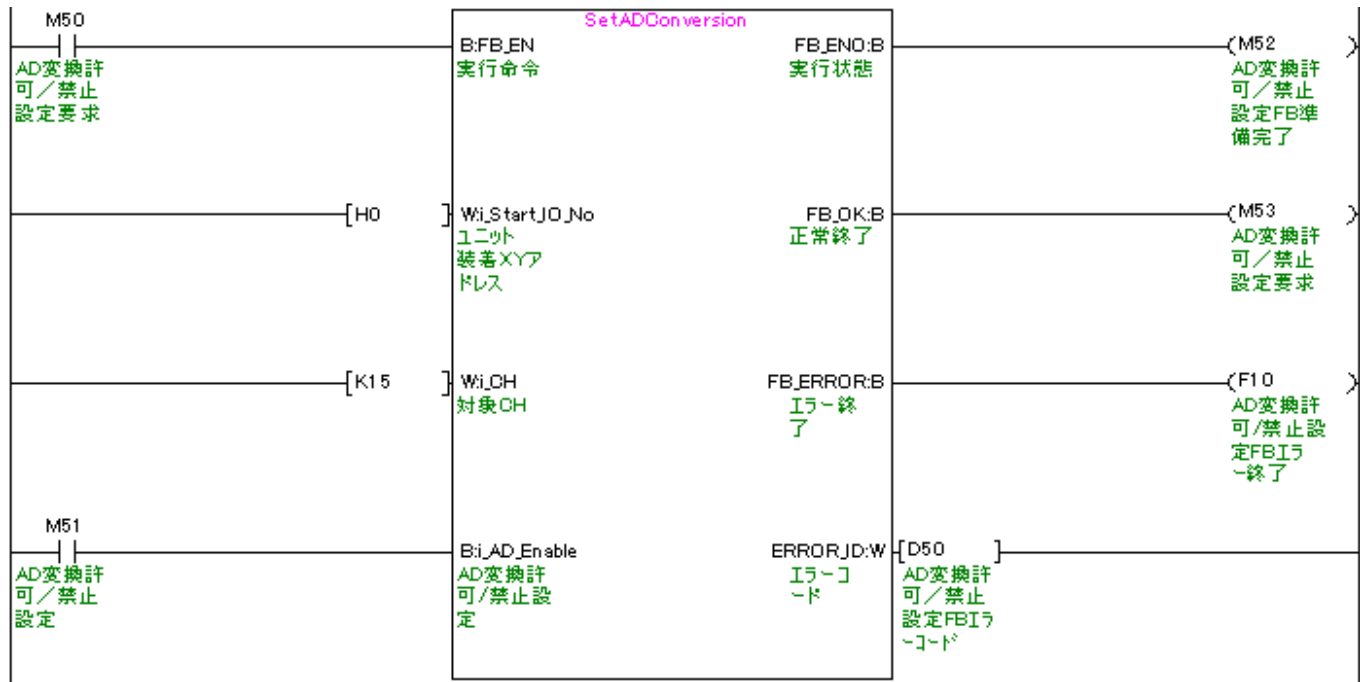 M50
SetADConversion
B:FB_EN
FB_ENO:B
M52
AD変換許
可／禁止
設定要求
実行命令
実行状態
AD変換許
可／禁止
設定FB準
備完了
H0
W:i_Start_IO_No
FB_OK:B
M53
ユニット
装着XYア
ドレス
正常終了
AD変換許
可／禁止
設定要求
K15
W:i_CH
FB_ERROR:B
F10
対象CH
エラー終
了
AD変換許
可/禁止設
定FBエラ
ー終了
M51
B:i_AD_Enable
ERROR_ID:W
D50
AD変換許
可／禁止
設定
AD変換許
可/禁止設
定
エラーコ
ード
AD変換許
可／禁止
設定FBエラ
ーコード